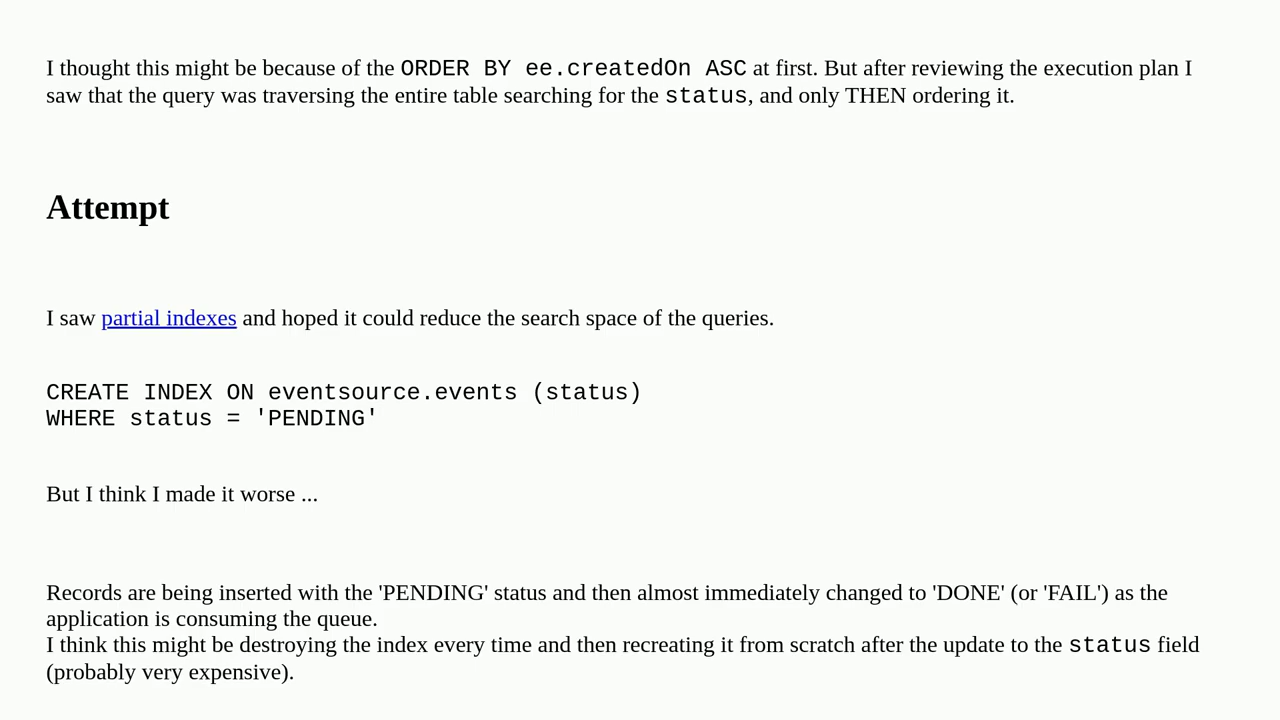 I thought this might be because of the ORDER BY ee.createdOn ASC at first. But after reviewing the execution plan I
saw that the query was traversing the entire table searching for the status, and only THEN ordering it.
Attempt
I saw partial indexes and hoped it could reduce the search space of the queries.
CREATE INDEX ON eventsource.events (status)
WHERE status = 'PENDING'
But I think I made it worse ...
Records are being inserted with the 'PENDING' status and then almost immediately changed to 'DONE' (or 'FAIL') as the
application is consuming the queue.
I think this might be destroying the index every time and then recreating it from scratch after the update to the status field
(probably very expensive).